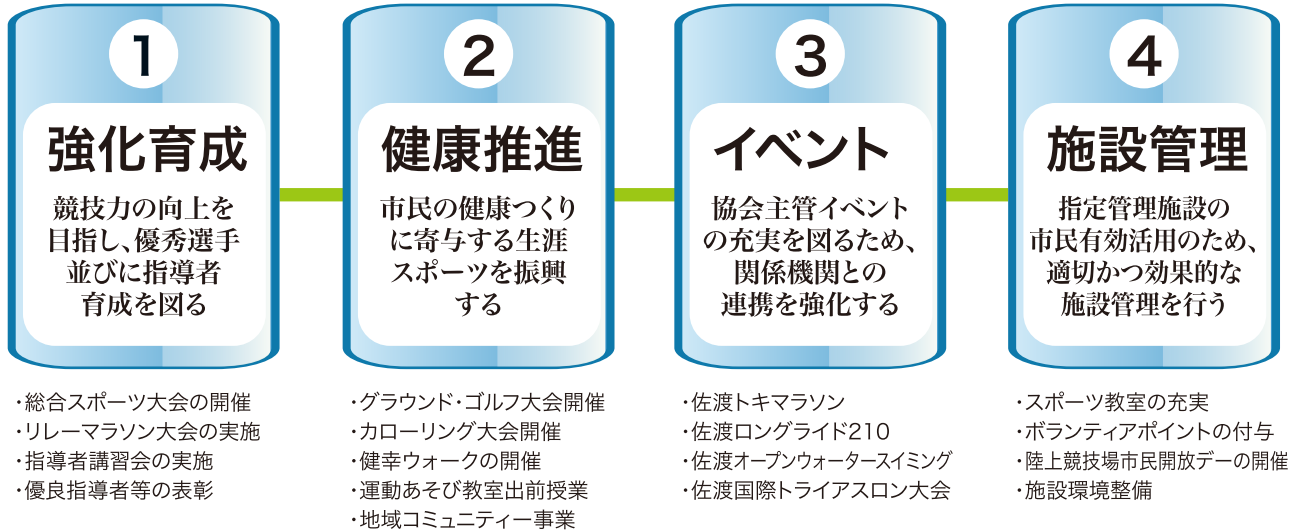 1
強化育成
競技力の向上を
目指し、優秀選手
並びに指導者
育成を図る
・総合スポーツ大会の開催
・リレーマラソン大会の実施
・指導者講習会の実施
・優良指導者等の表彰
2
健康推進
市民の健康つくり
に寄与する生涯
スポーツを振興
する
・グラウンド・ゴルフ大会開催
・カローリング大会開催
・健幸ウォークの開催
・運動あそび教室出前授業
・地域コミュニティー事業
3
イベント
協会主管イベント
の充実を図るため、
関係機関との
連携を強化する
・佐渡トキマラソン
・佐渡ロングライド210
・佐渡オープンウォータースイミング
・佐渡国際トライアスロン大会
4
施設管理
指定管理施設の
市民有効活用のため、
適切かつ効果的な
施設管理を行う
・スポーツ教室の充実
・ボランティアポイントの付与
・陸上競技場市民開放デーの開催
・施設環境整備